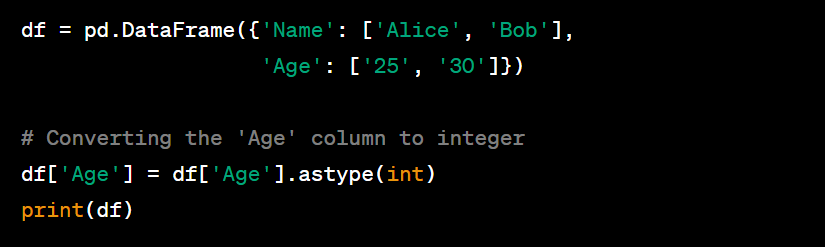 df = pd.DataFrame({'Name': ['Alice', 'Bob'],
                   'Age': ['25', '30']})
# Converting the 'Age' column to integer
df['Age'] = df['Age'].astype(int)
print(df)